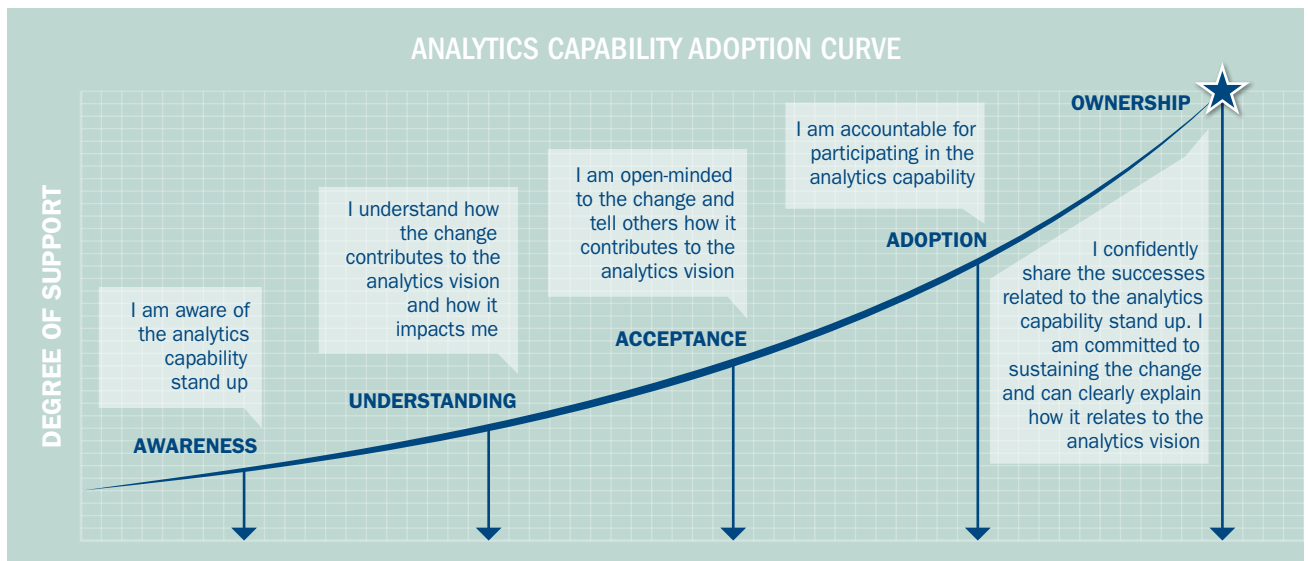 ANALYTICS CAPABILITY ADOPTION CURVE
DEGREE OF SUPPORT
I am aware of
the analytics
capability
stand up
AWARENESS
I understand how
the change
contributes to the
analytics vision
and how it
impacts me
UNDERSTANDING
I am open-minded
to the change and
tell others how it
contributes to the
analytics vision
ACCEPTANCE
I am accountable for
participating in the
analytics capability
ADOPTION
OWNERSHIP
I confidently
share the successes
related to the analytics
capability stand up. I
am committed to
sustaining the change
and can clearly explain
how it relates to the
analytics vision